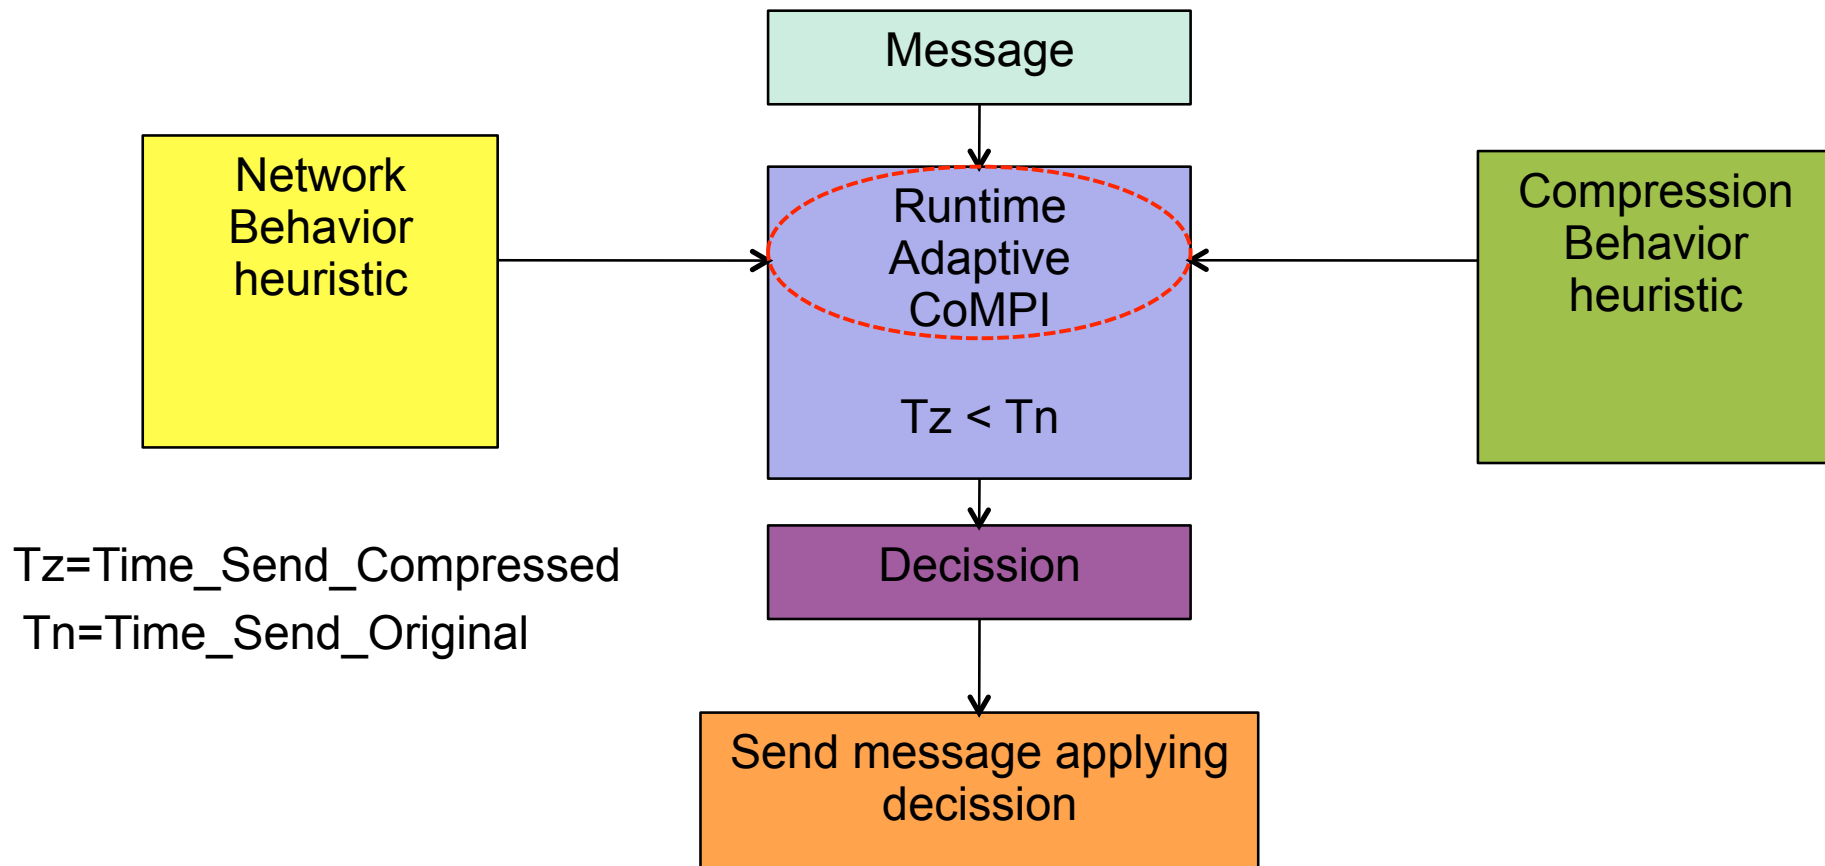 Message
Network
Behavior
heuristic
Runtime
Adaptive
CoMPI
Tz < Tn
Compression
Behavior
heuristic
Tz=Time_Send_Compressed
Tn=Time_Send_Original
Decission
Send message applying
decission